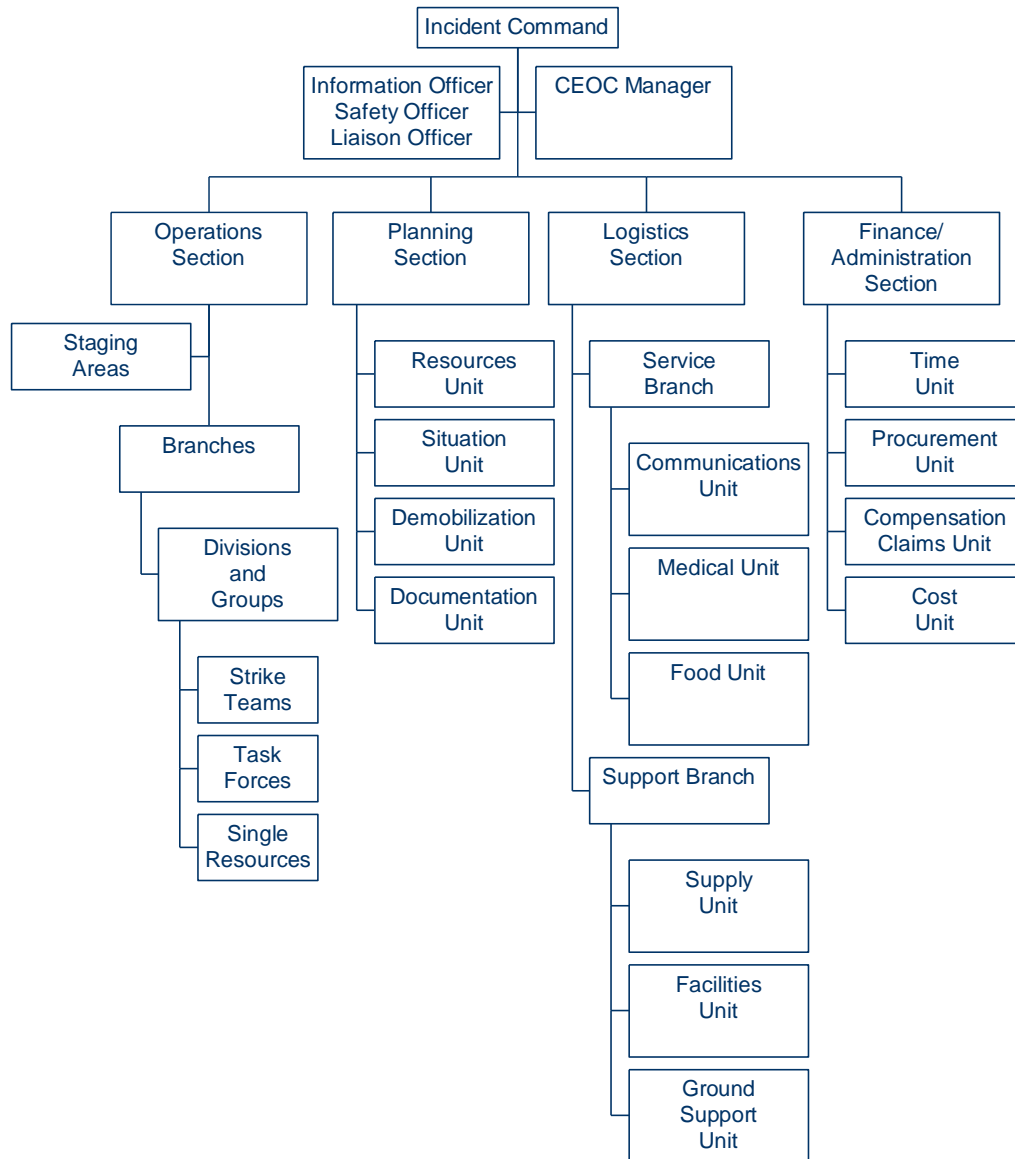 Incident Command
Information Officer
Safety Officer
Liaison Officer
CEOC Manager
Operations
Section
Planning
Section
Logistics
Section
Finance/
Administration
Section
Staging
Areas
Branches
Divisions
and
Groups
Strike
Teams
Task
Forces
Single
Resources
Resources
Unit
Situation
Unit
Demobilization
Unit
Documentation
Unit
Service
Branch
Communications
Unit
Medical Unit
Food Unit
Support Branch
Supply
Unit
Facilities
Unit
Ground
Support
Unit
Time
Unit
Procurement
Unit
Compensation
Claims Unit
Cost
Unit